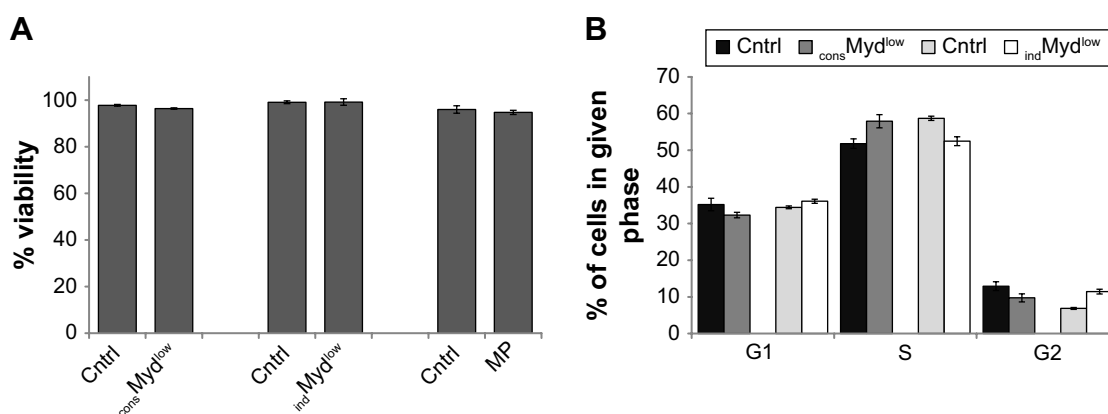 A
% viability
100
80
60
40
20
0
Cntrl
consMydlow
Cntrl
indMydlow
Cntrl
MP
B
Cntrl consMydlow Cntrl indMydlow
% of cells in given
phase
70
60
50
40
30
20
10
0
G1 S G2